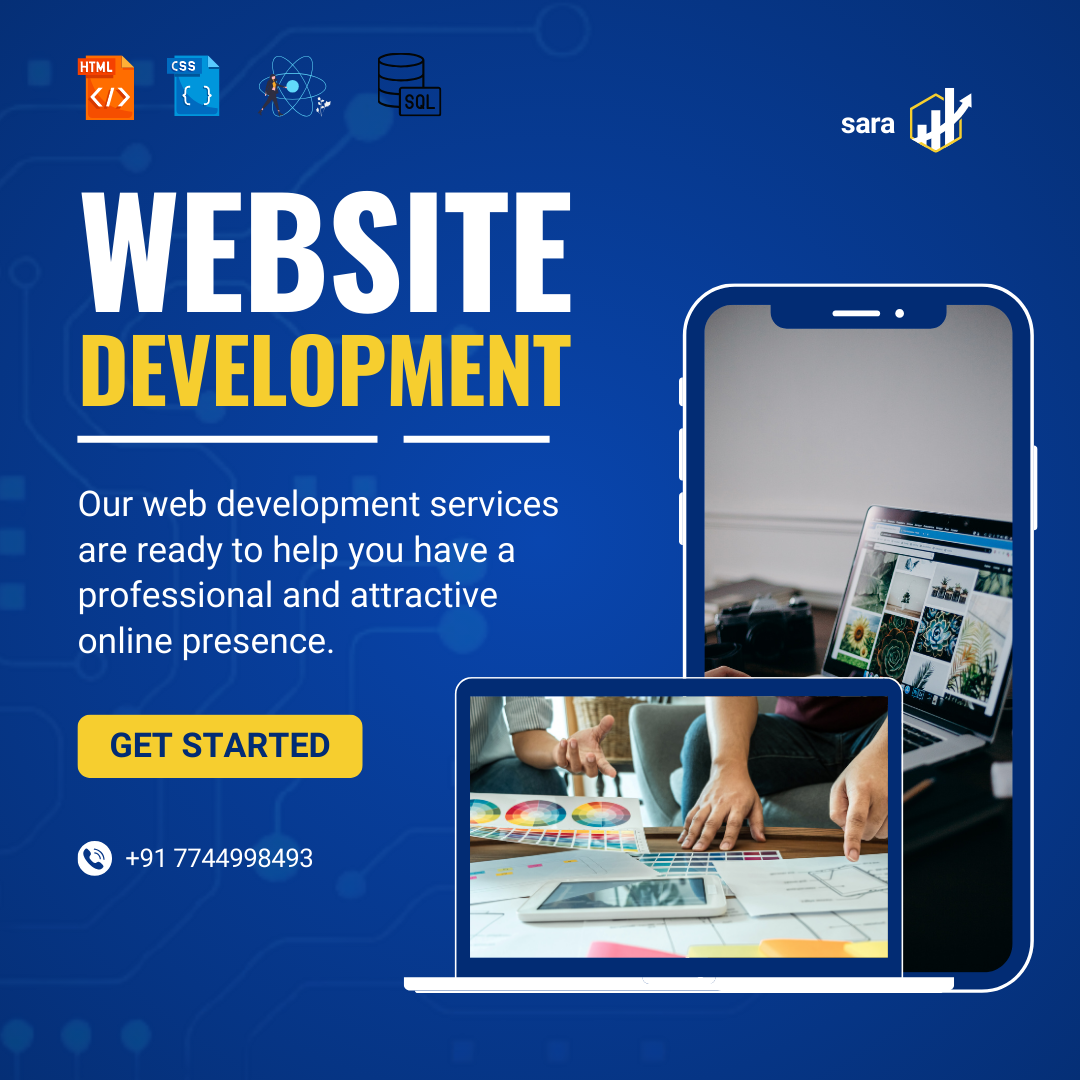 HTML
CSS
SQL
sara
WEBSITE
DEVELOPMENT
Our web development services
are ready to help you have a
professional and attractive
online presence.
GET STARTED
+91 7744998493